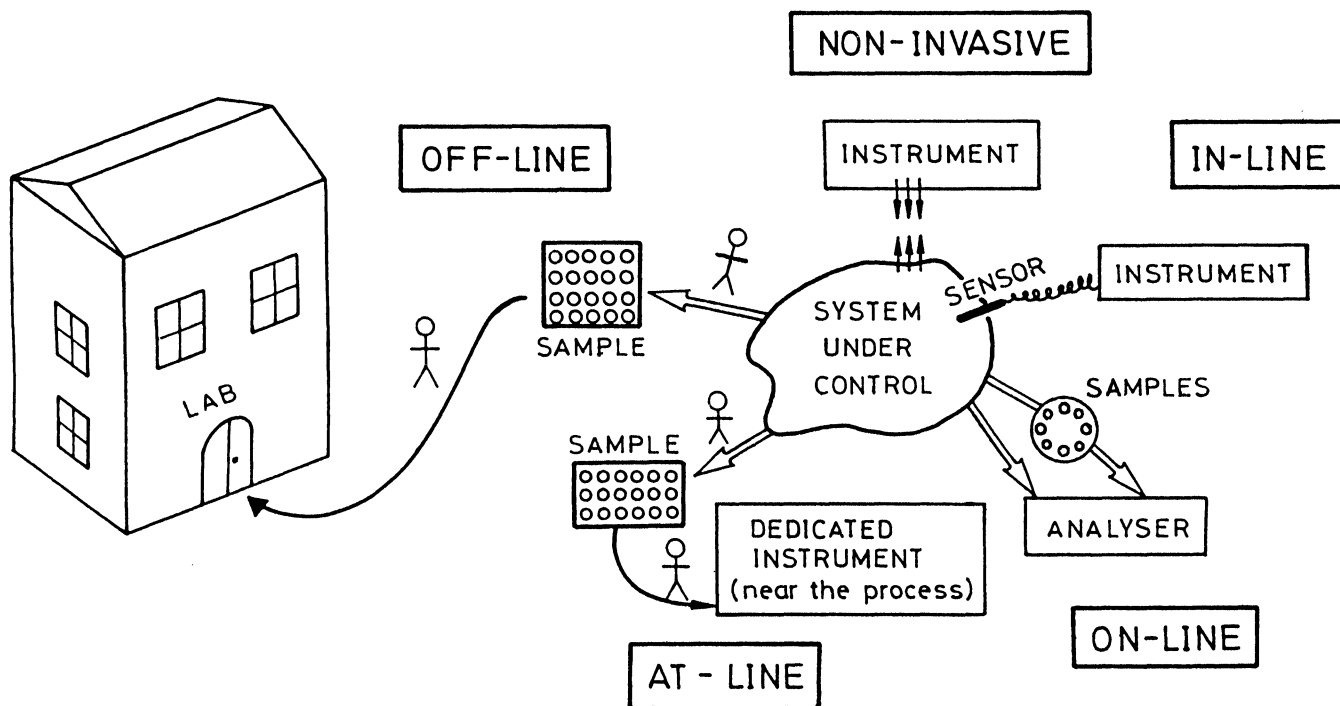 NON-INVASIVE
OFF-LINE
INSTRUMENT
IN-LINE
SENSOR
INSTRUMENT
SAMPLE
SYSTEM
UNDER
CONTROL
LAB
SAMPLES
SAMPLE
DEDICATED
INSTRUMENT
(near the process)
ANALYSER
ON-LINE
AT - LINE